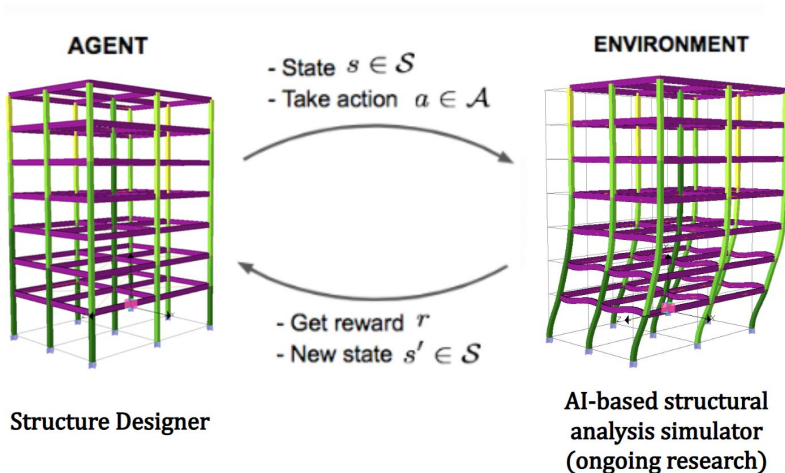 AGENT
ENVIRONMENT
- State s ∈ 𝒮
- Take action a ∈ 𝒜
- Get reward r
- New state s′ ∈ 𝒮
Structure Designer
AI-based structural
analysis simulator
(ongoing research)